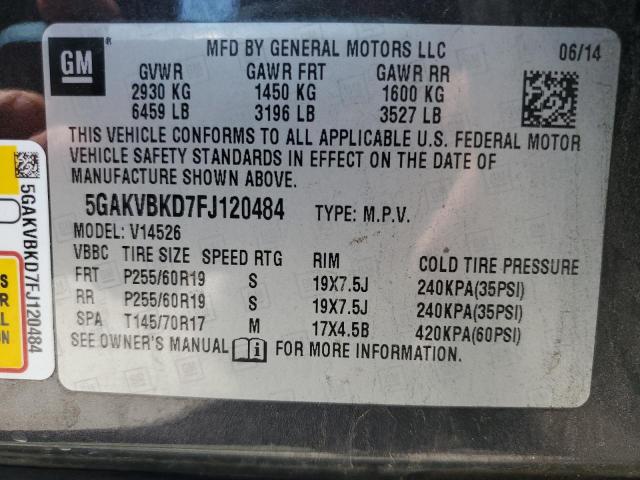 GM
®
MFD BY GENERAL MOTORS LLC 06/14
GVWR GAWR FRT GAWR RR
2930 KG 1450 KG 1600 KG
6459 LB 3196 LB 3527 LB
THIS VEHICLE CONFORMS TO ALL APPLICABLE U.S. FEDERAL MOTOR
VEHICLE SAFETY STANDARDS IN EFFECT ON THE DATE OF
MANUFACTURE SHOWN ABOVE.
5GAKVBKD7FJ120484 TYPE: M.P.V.
MODEL: V14526
VBBC TIRE SIZE SPEED RTG RIM COLD TIRE PRESSURE
FRT P255/60R19 S 19X7.5J 240KPA(35PSI)
RR P255/60R19 S 19X7.5J 240KPA(35PSI)
SPA T145/70R17 M 17X4.5B 420KPA(60PSI)
SEE OWNER'S MANUAL FOR MORE INFORMATION.
5GAKVBKD7FJ120484